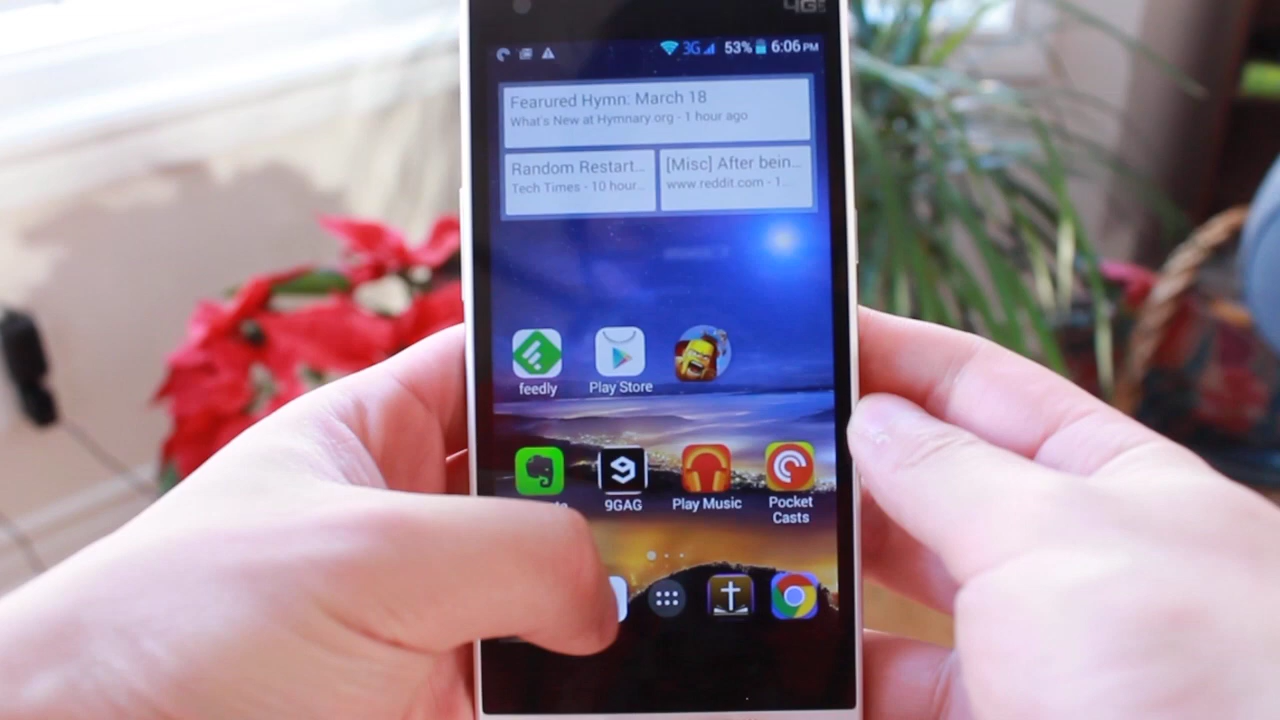 4G
3G 53% 6:06 PM
Fearured Hymn: March 18
What's New at Hymnary org - 1 hour ago
Random Restart...
Tech Times - 10 hour...
[Misc] After bein...
www.reddit.com - 1...
feedly
Play Store
9
9GAG
Play Music
Pocket
Casts